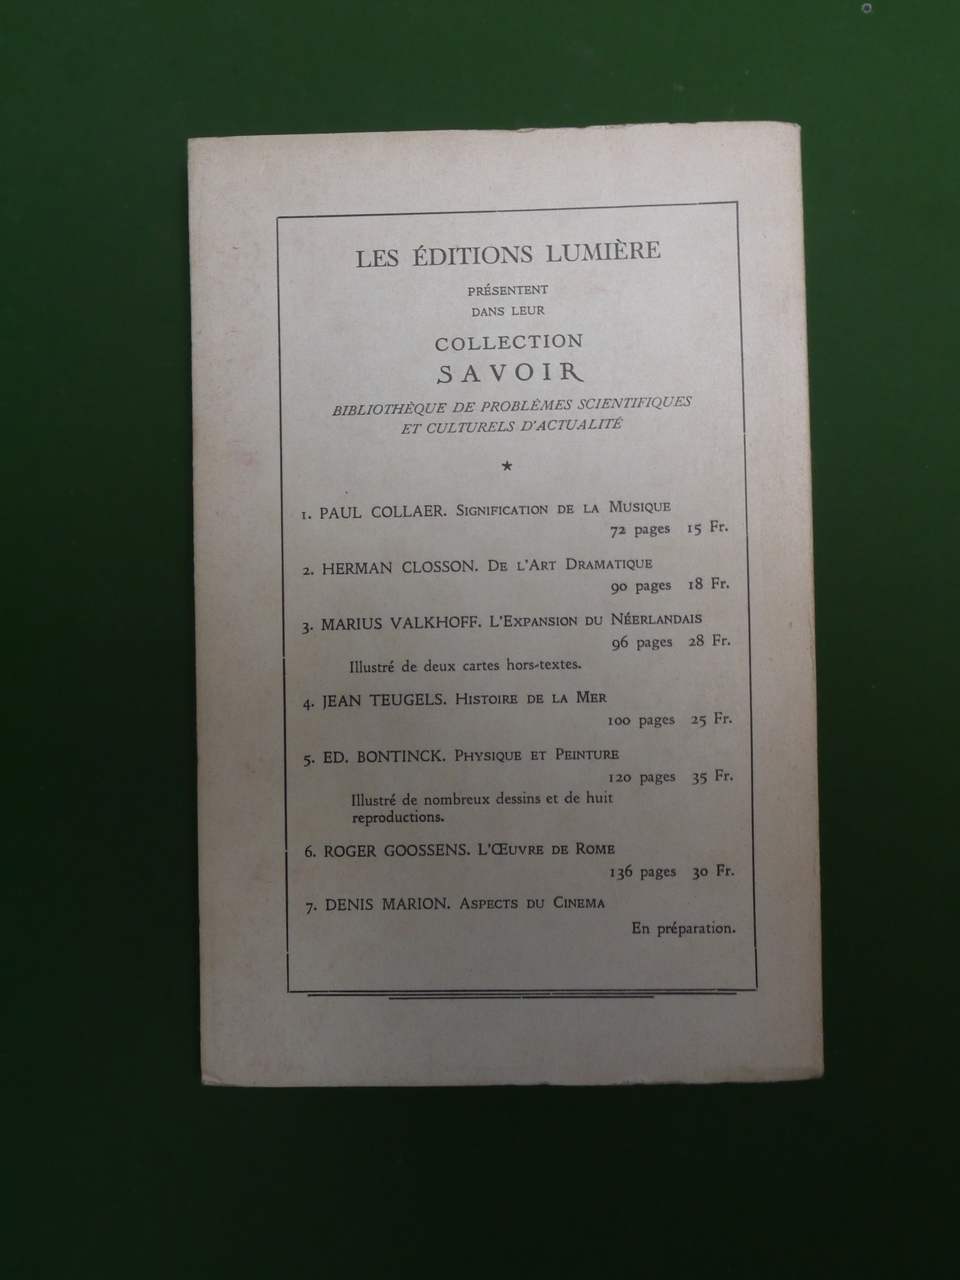 LES ÉDITIONS LUMIÈRE
PRÉSENTENT
DANS LEUR
COLLECTION
SAVOIR
BIBLIOTHÈQUE DE PROBLÈMES SCIENTIFIQUES
ET CULTURELS D'ACTUALITÉ
★
1. PAUL COLLAER. SIGNIFICATION DE LA MUSIQUE
72 pages 15 Fr.
2. HERMAN CLOSSON. DE L'ART DRAMATIQUE
90 pages 18 Fr.
3. MARIUS VALKHOFF. L'EXPANSION DU NÉERLANDAIS
96 pages 28 Fr.
Illustré de deux cartes hors-textes.
4. JEAN TEUGELS. HISTOIRE DE LA MER
100 pages 25 Fr.
5. ED. BONTINCK. PHYSIQUE ET PEINTURE
120 pages 35 Fr.
Illustré de nombreux dessins et de huit
reproductions.
6. ROGER GOOSSENS. L'ŒUVRE DE ROME
136 pages 30 Fr.
7. DENIS MARION. ASPECTS DU CINEMA
En préparation.